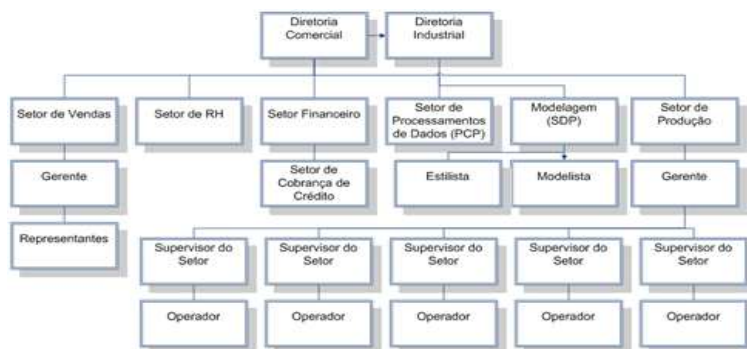 Diretoria
Comercial
Diretoria
Industrial
Setor de Vendas
Setor de RH
Setor Financeiro
Setor de
Processamentos
de Dados (PCP)
Modelagem
(SDP)
Setor de
Produção
Gerente
Setor de
Cobrança de
Crédito
Estilista
Modelista
Gerente
Representantes
Supervisor do
Setor
Supervisor do
Setor
Supervisor do
Setor
Supervisor do
Setor
Supervisor do
Setor
Operador
Operador
Operador
Operador
Operador